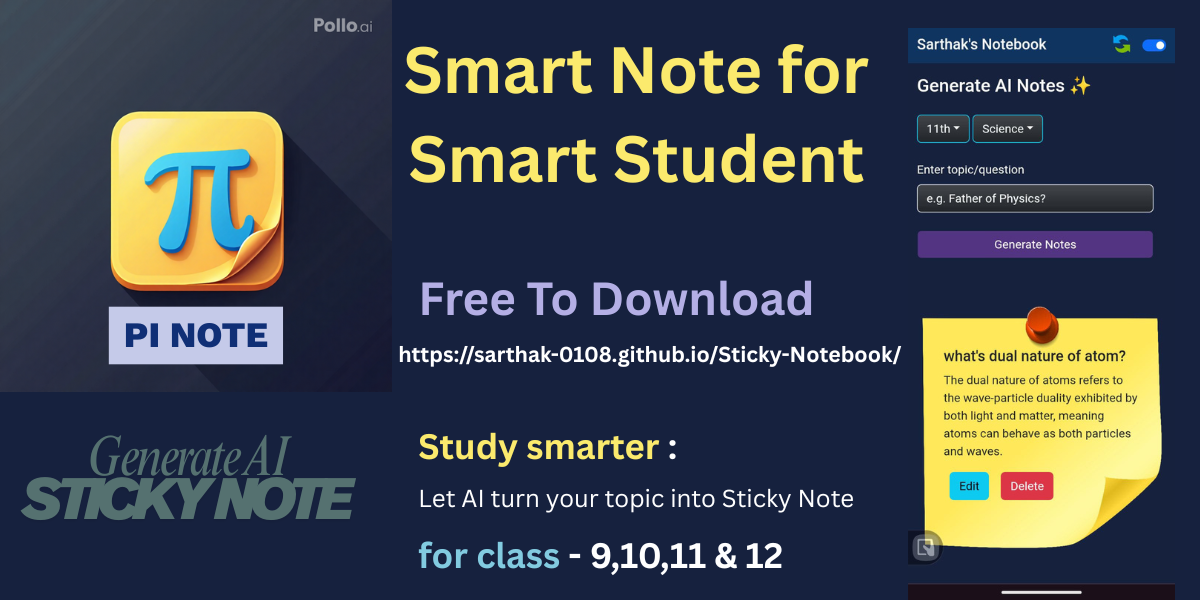 Pollo.ai
π
PI NOTE
Generate AI
STICKY NOTE
Smart Note for
Smart Student
Free To Download
https://sarthak-0108.github.io/Sticky-Notebook/
Study smarter :
Let AI turn your topic into Sticky Note
for class - 9,10,11 & 12
Sarthak's Notebook
Generate AI Notes ✨
11th Science
Enter topic/question
e.g. Father of Physics?
Generate Notes
what's dual nature of atom?
The dual nature of atoms refers to
the wave-particle duality exhibited by
both light and matter, meaning
atoms can behave as both particles
and waves.
Edit Delete